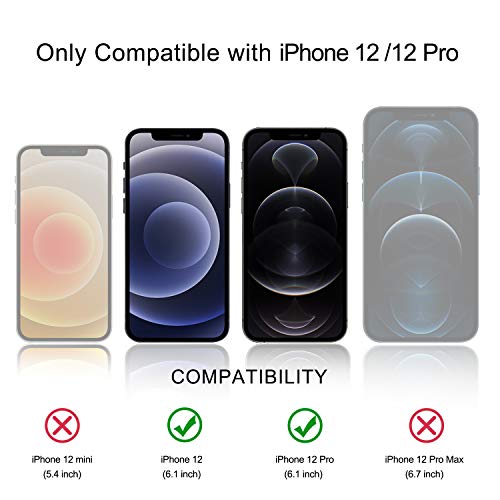 Only Compatible with iPhone 12 /12 Pro
COMPATIBILITY
iPhone 12 mini
(5.4 inch)
iPhone 12
(6.1 inch)
iPhone 12 Pro
(6.1 inch)
iPhone 12 Pro Max
(6.7 inch)